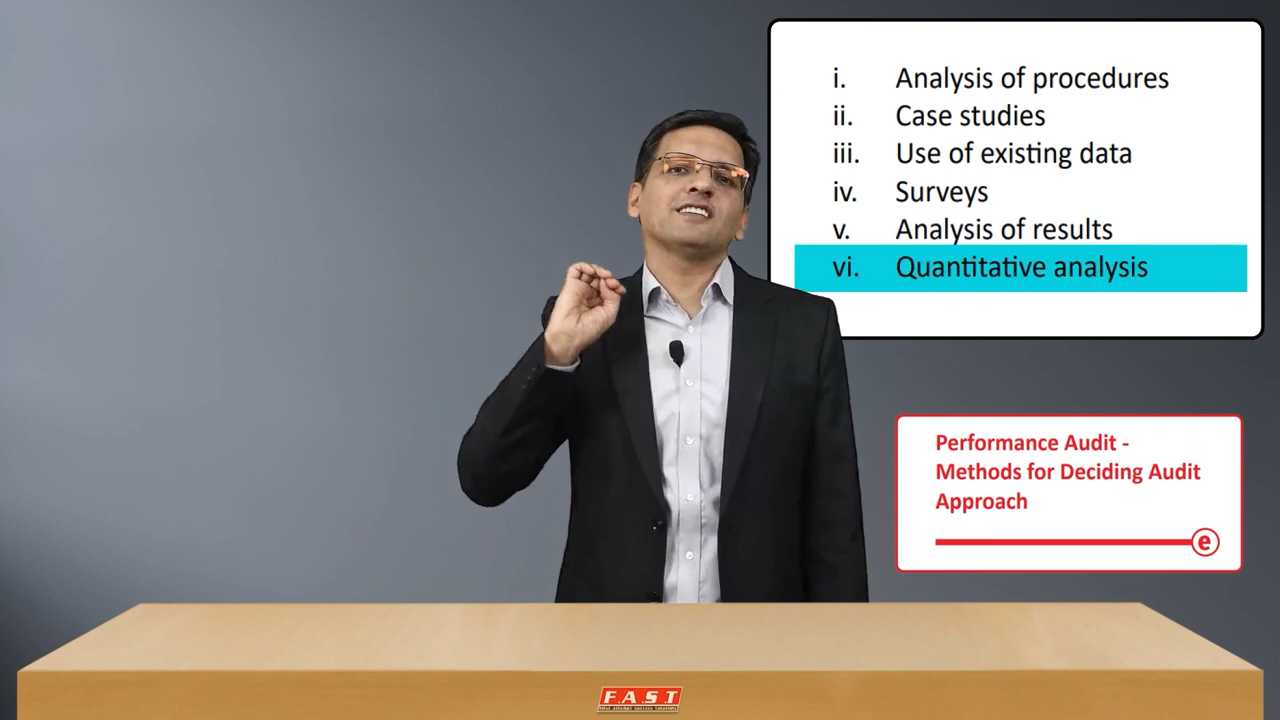 i. Analysis of procedures
ii. Case studies
iii. Use of existing data
iv. Surveys
v. Analysis of results
vi. Quantitative analysis
Performance Audit -
Methods for Deciding Audit
Approach
e
F.A.S.T